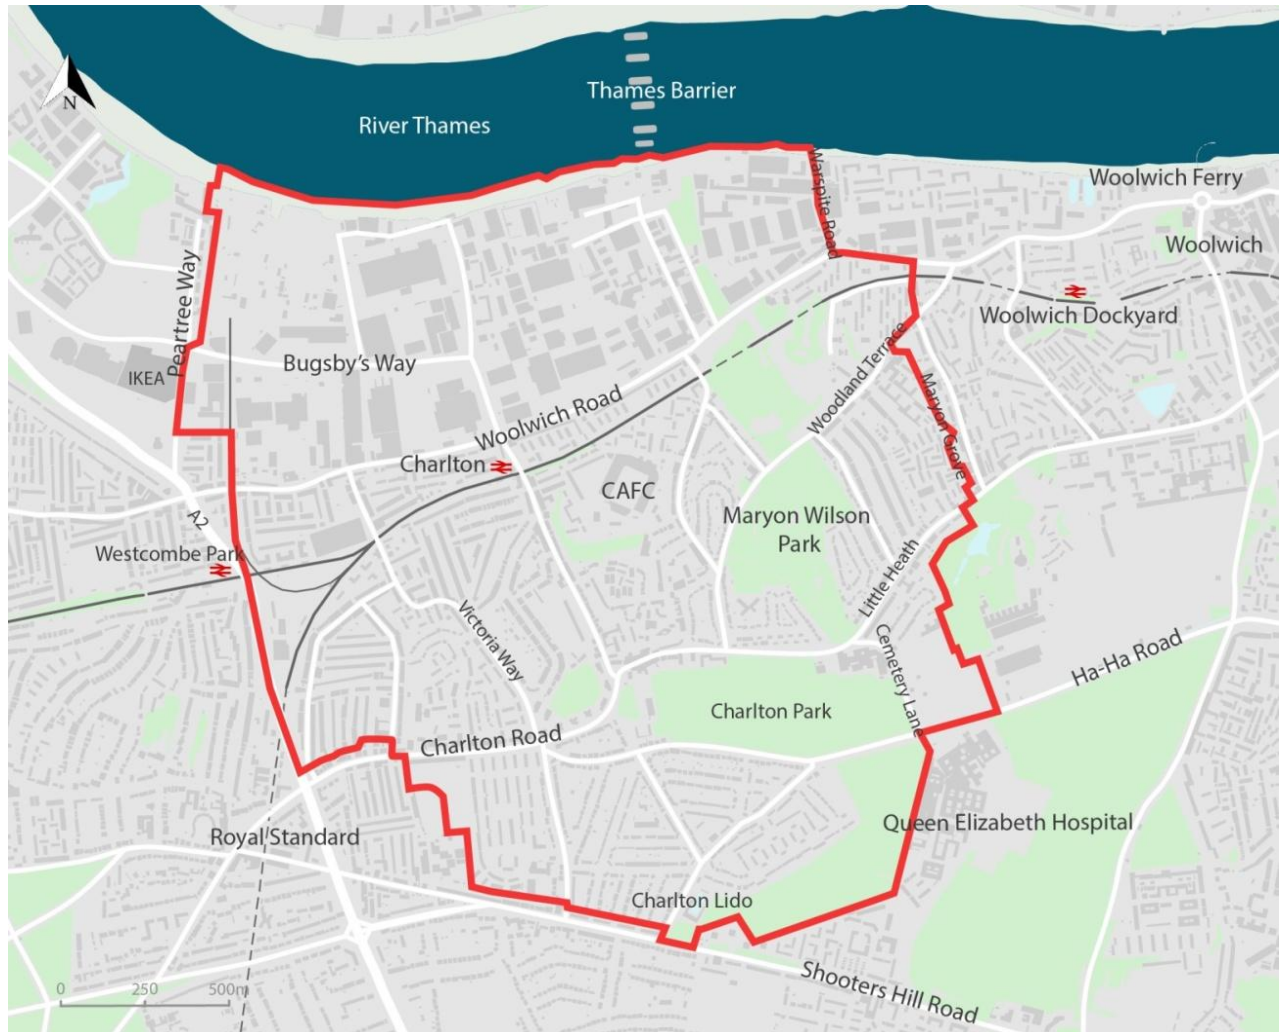 Thames Barrier
River Thames
N
Warspite Road
Woolwich Ferry
Woolwich
Peartree Way
Woolwich Dockyard
IKEA
Bugsby's Way
Woodland Terrace
Maryon Grove
Woolwich Road
Charlton
CAFC
Maryon Wilson
Park
A2
Westcombe Park
Little Heath
Victoria Way
Cemetery Lane
Ha-Ha Road
Charlton Park
Charlton Road
Royal Standard
Queen Elizabeth Hospital
Charlton Lido
Shooters Hill Road
0 250 500m